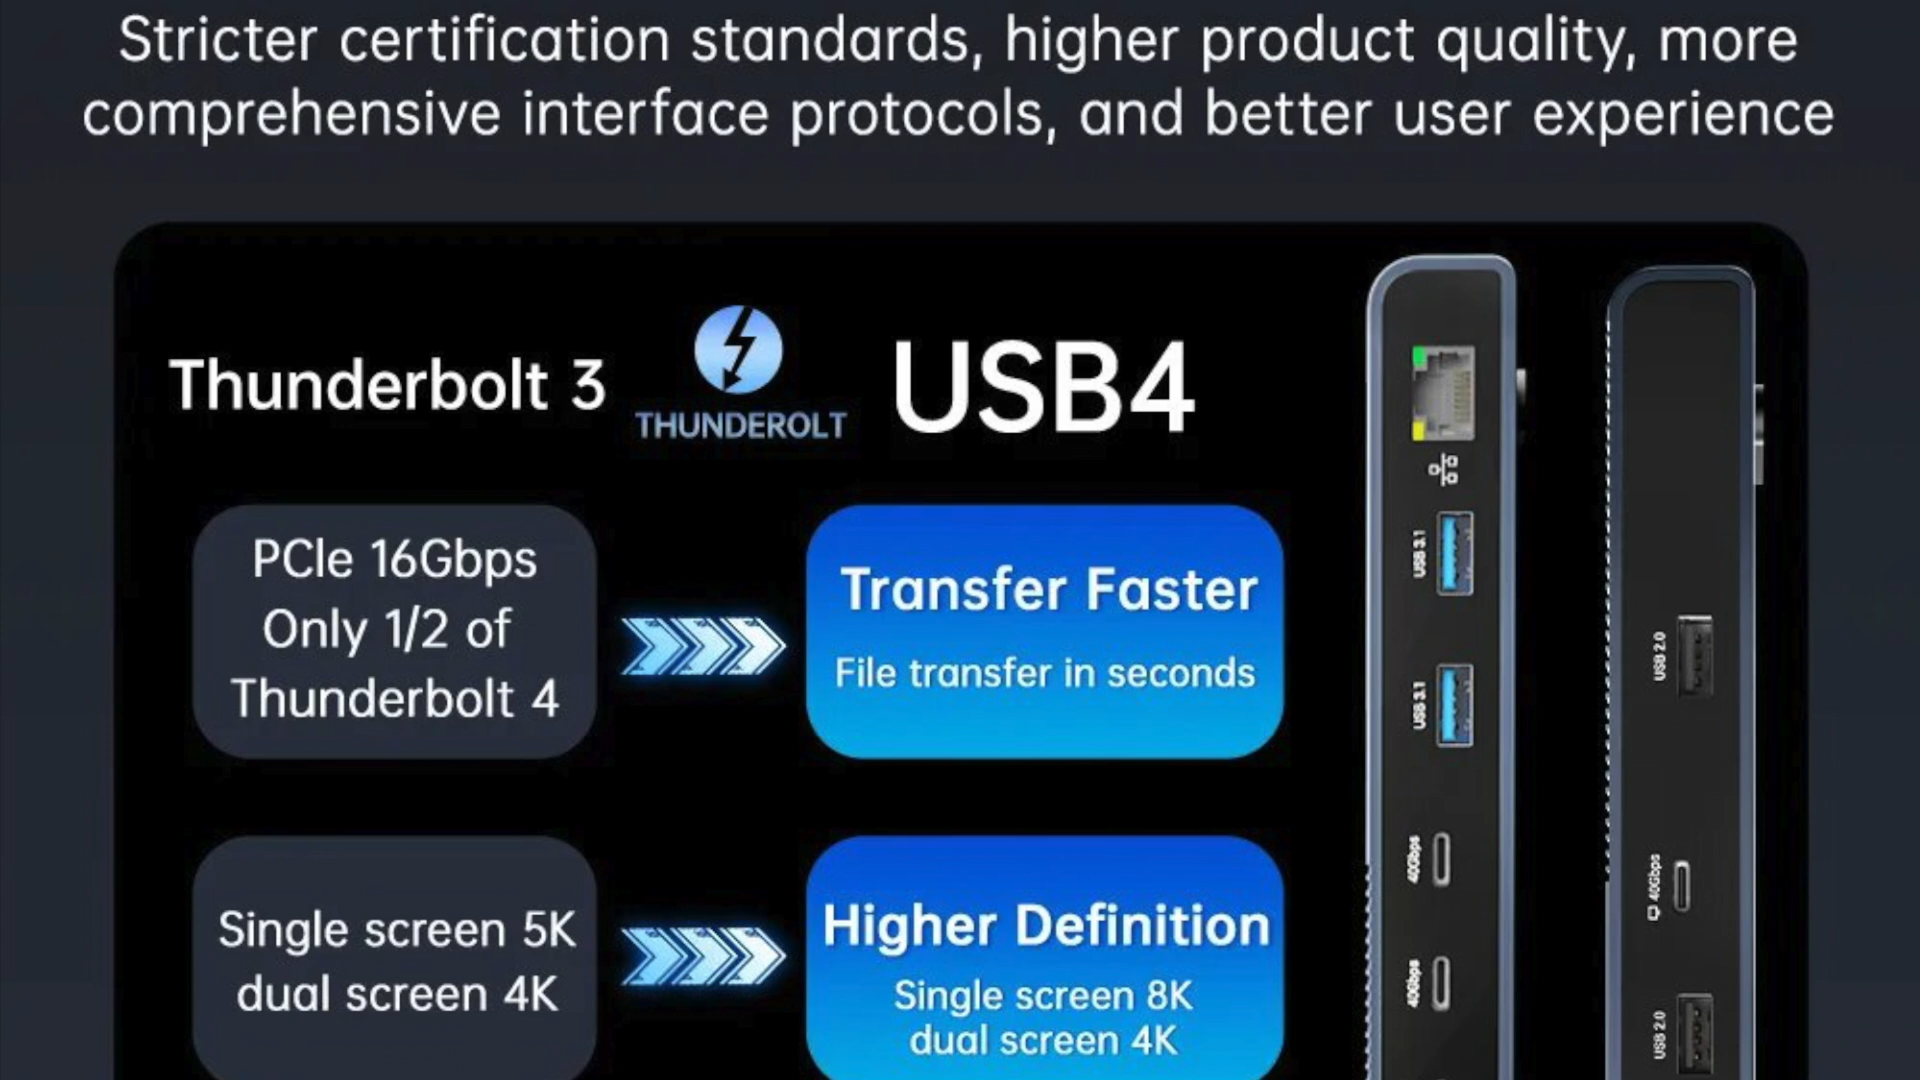 Stricter certification standards, higher product quality, more
comprehensive interface protocols, and better user experience
Thunderbolt 3
THUNDEROLT
USB4
PCIe 16Gbps
Only 1/2 of
Thunderbolt 4
Transfer Faster
File transfer in seconds
Single screen 5K
dual screen 4K
Higher Definition
Single screen 8K
dual screen 4K
USB 3.1
USB 3.1
40Gbps
40Gbps
USB 2.0
40Gbps
USB 2.0